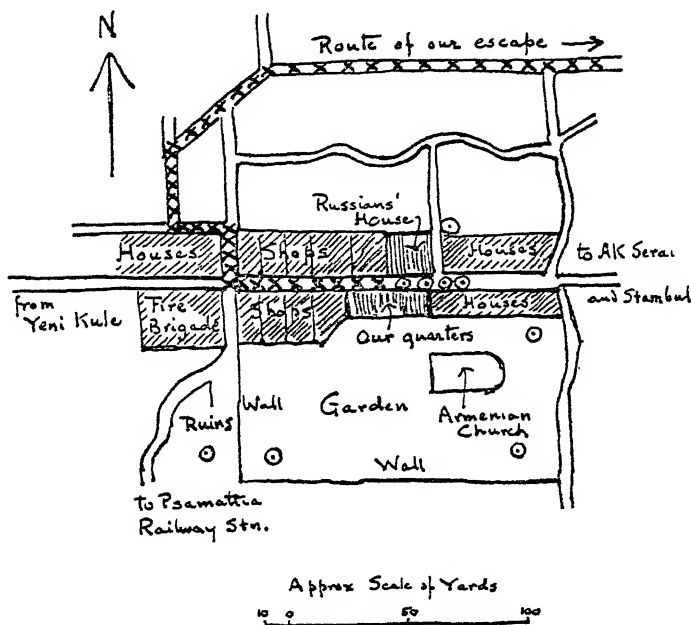 N
Route of our escape
Russians'
House
Houses
Shops
Houses
to AK Serai
from
Yeni Kule
Fire
Brigade
Shops
Houses
and Stambul
Our quarters
Ruins
Wall
Garden
Armenian
Church
Wall
to Psamattia
Railway Stn.
Approx Scale of Yards
10 0 50 100